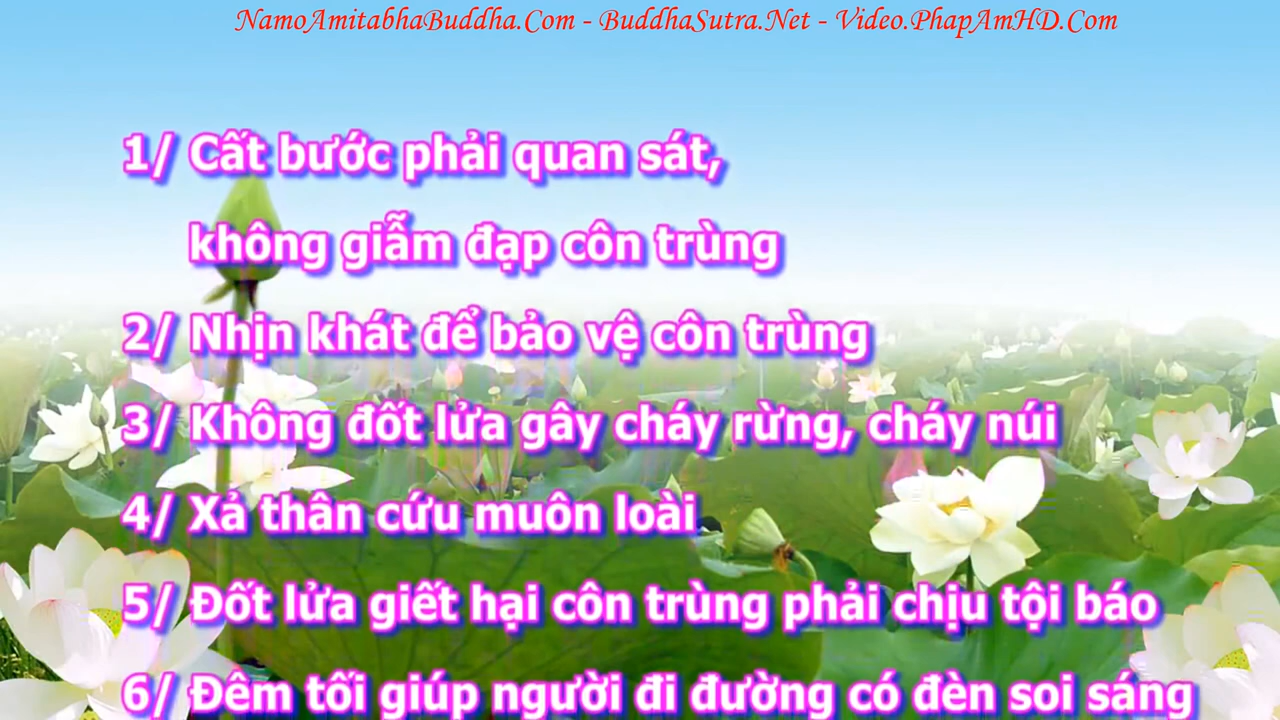 NamoAmitabhaBuddha.Com - BuddhaSutra.Net - Video.PhapAmHD.Com
1/ Cất bước phải quan sát,
không giẫm đạp côn trùng
2/ Nhịn khát để bảo vệ côn trùng
3/ Không đốt lửa gây cháy rừng, cháy núi
4/ Xả thân cứu muôn loài
5/ Đốt lửa giết hại côn trùng phải chịu tội báo
6/ Đêm tối giúp người đi đường có đèn soi sáng